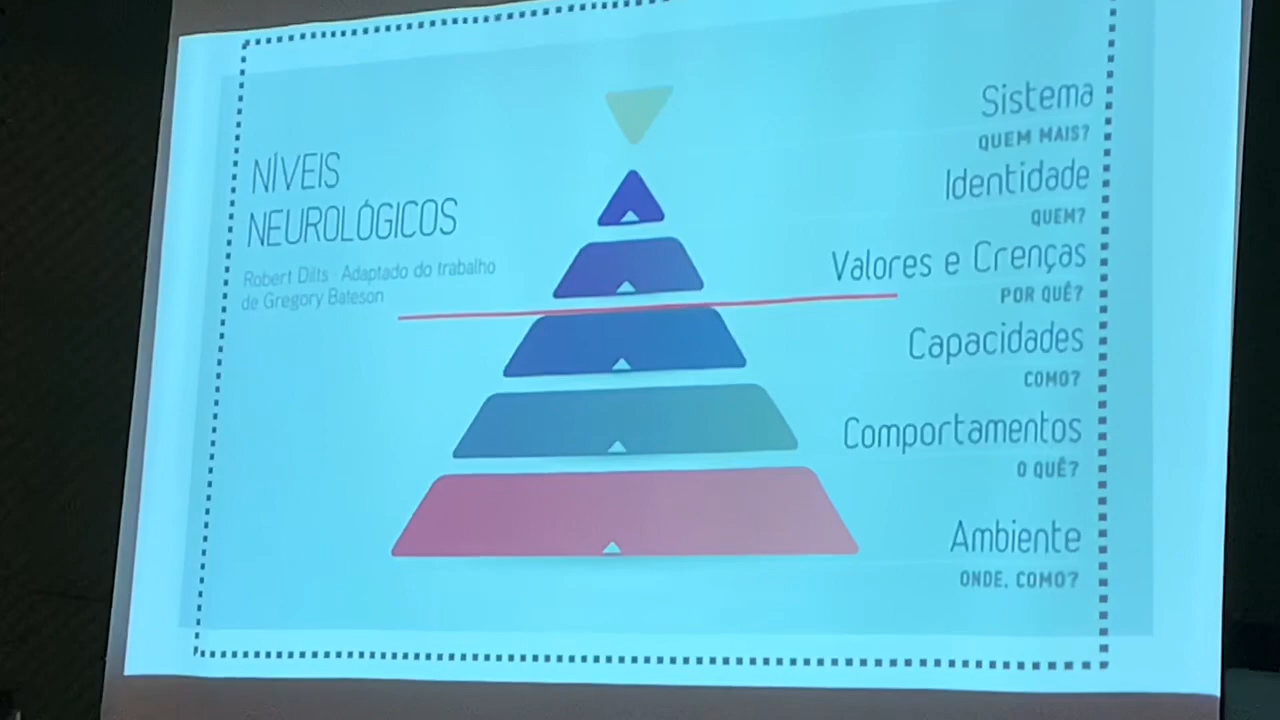 NÍVEIS
NEUROLÓGICOS
Robert Dilts Adaptado do trabalho
de Gregory Bateson
Sistema
QUEM MAIS?
Identidade
QUEM?
Valores e Crenças
POR QUÊ?
Capacidades
COMO?
Comportamentos
O QUÊ?
Ambiente
ONDE, COMO?